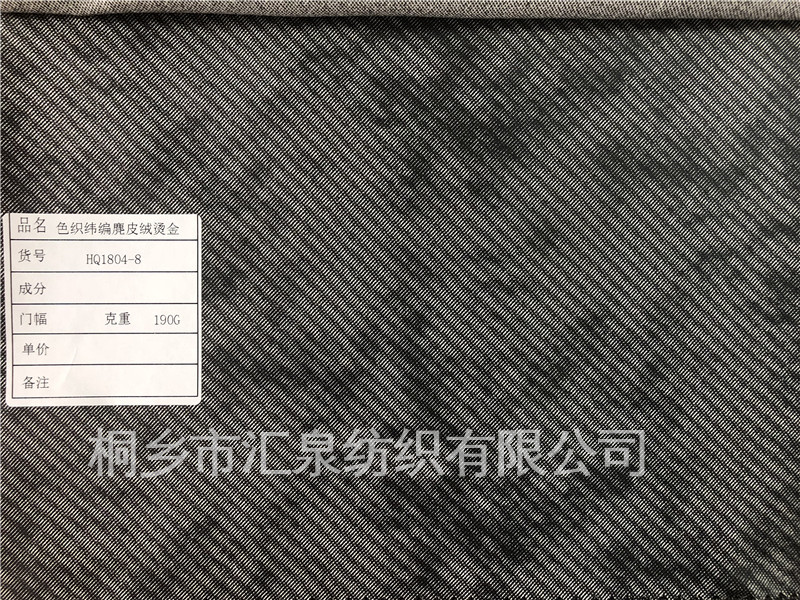 品名 色织纬编麂皮绒烫金
货号 HQ1804-8
成分
门幅 克重 190G
单价
备注
桐乡市汇泉纺织有限公司